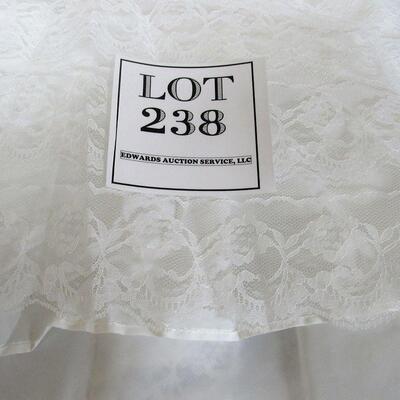 LOT
238
EDWARDS AUCTION SERVICE, LLC